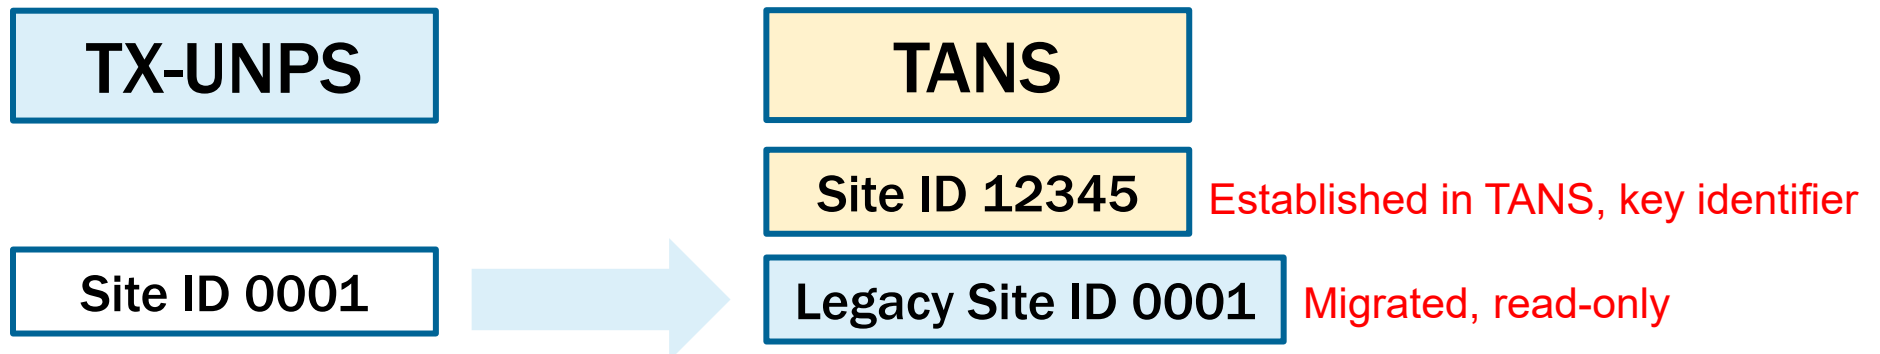 TX-UNPS
TANS
Site ID 12345
Established in TANS, key identifier
Site ID 0001
Legacy Site ID 0001
Migrated, read-only